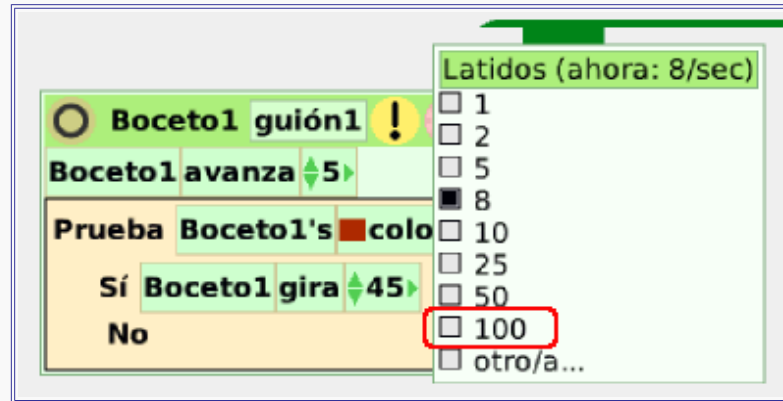 Boceto1 guión1 !
Boceto1 avanza 5
Prueba Boceto1's colo
Sí Boceto1 gira 45
No
Latidos (ahora: 8/sec)
1
2
5
8
10
25
50
100
otro/a...